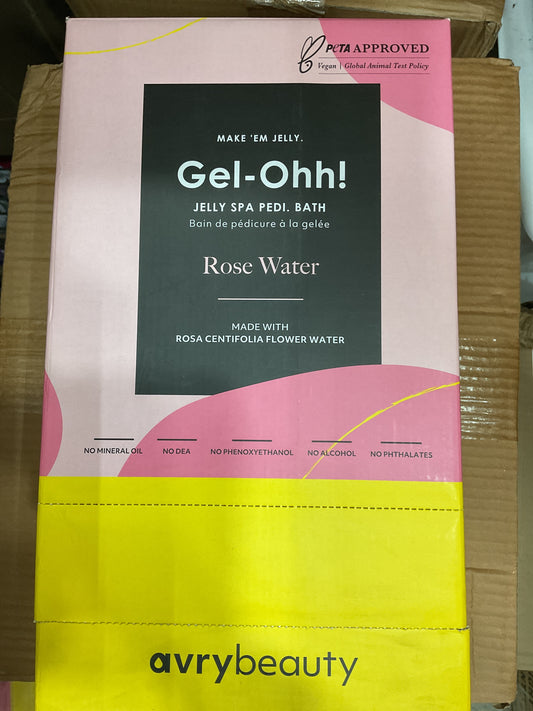 PeTA APPROVED
Vegan | Global Animal Test Policy
MAKE 'EM JELLY.
Gel-Ohh!
JELLY SPA PEDI. BATH
Bain de pédicure à la gelée
Rose Water
MADE WITH
ROSA CENTIFOLIA FLOWER WATER
NO MINERAL OIL NO DEA NO PHENOXYETHANOL NO ALCOHOL NO PHTHALATES
avrybeauty